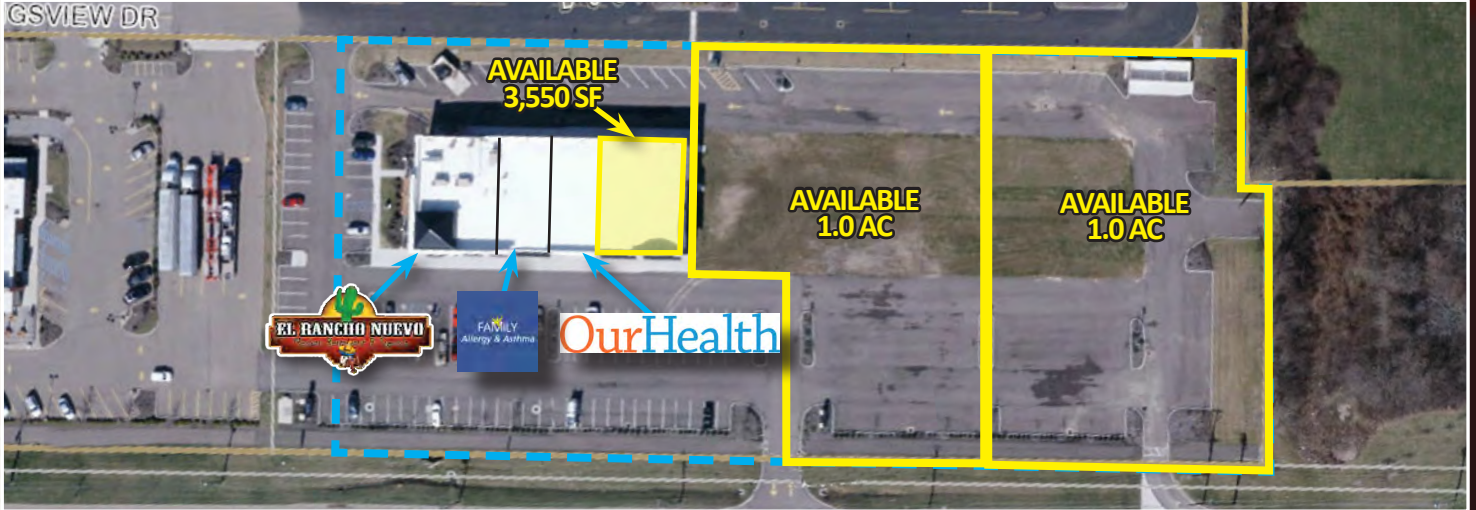 GSVIEW DR
AVAILABLE
3,550 SF
AVAILABLE
1.0 AC
AVAILABLE
1.0 AC
EL RANCHO NUEVO
FAMILY
Allergy & Asthma
OurHealth